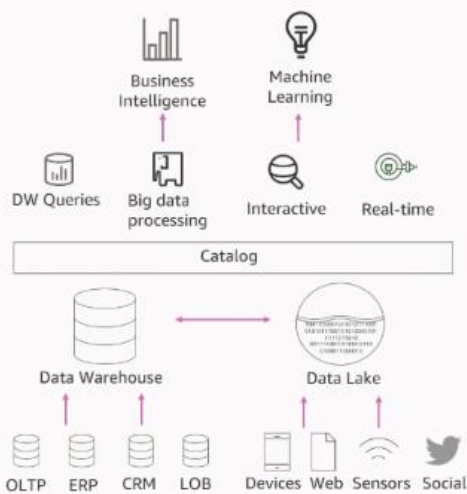 Business
Intelligence
Machine
Learning
DW Queries
Big data
processing
Interactive
Real-time
Catalog
Data Warehouse
Data Lake
OLTP ERP CRM LOB
Devices Web Sensors Social